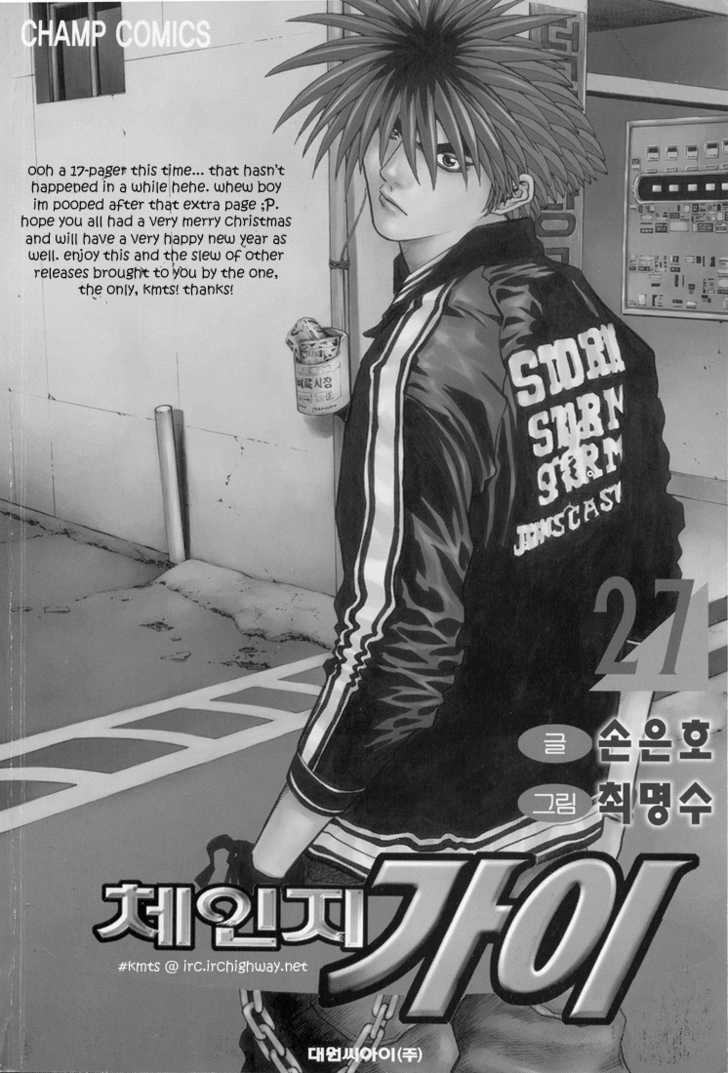 CHAMP COMICS
ooh a 17-pager this time... that hasn't
happened in a while hehe. whew boy
im pooped after that extra page ;P.
hope you all had a very merry christmas
and will have a very happy new year as
well. enjoy this and the slew of other
releases brought to you by the one,
the only, kmts! thanks!
STORM
STORM
STORM
27
글 손은호
그림 최명수
체인지 가이
#kmts @ irc.irchighway.net
대원씨아이(주)